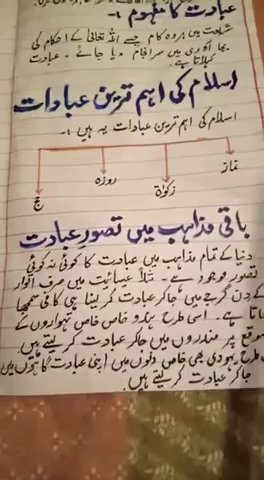 عبادت کا مفہوم :-
شریعت میں ہر وہ کام جسے اللہ تعالیٰ کے احکام کی
بجا آوری میں سرانجام دیا جائے۔ عبادت
کہلاتا ہے۔
اسلام کی اہم ترین عبادات
اسلام کی اہم ترین عبادات یہ ہیں :-
نماز
زکوٰۃ
روزہ
حج
باقی مذاہب میں تصور عبادت
دنیا کے تمام مذاہب میں عبادت کا کوئی نہ کوئی
تصور موجود ہے۔ مثلاً عیسائیت میں صرف اتوار
کے دن گرجے میں جا کر عبادت کر لینا ہی کافی سمجھا
جاتا ہے۔ اسی طرح ہندو خاص خاص تہواروں کے
موقع پر مندروں میں جا کر عبادت کر لیتے ہیں۔
طرح یہودی بھی خاص دنوں میں اپنی عبادت گاہوں میں
جا کر عبادت کر لیتے ہیں۔